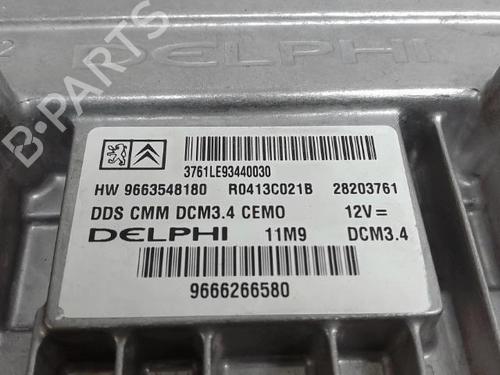 DELPHI
B-PARTS
3761LE93440030
HW 9663548180 R0413C021B 28203761
DDS CMM DCM3.4 CEMO 12V=
DELPHI 11M9 DCM3.4
9666266580